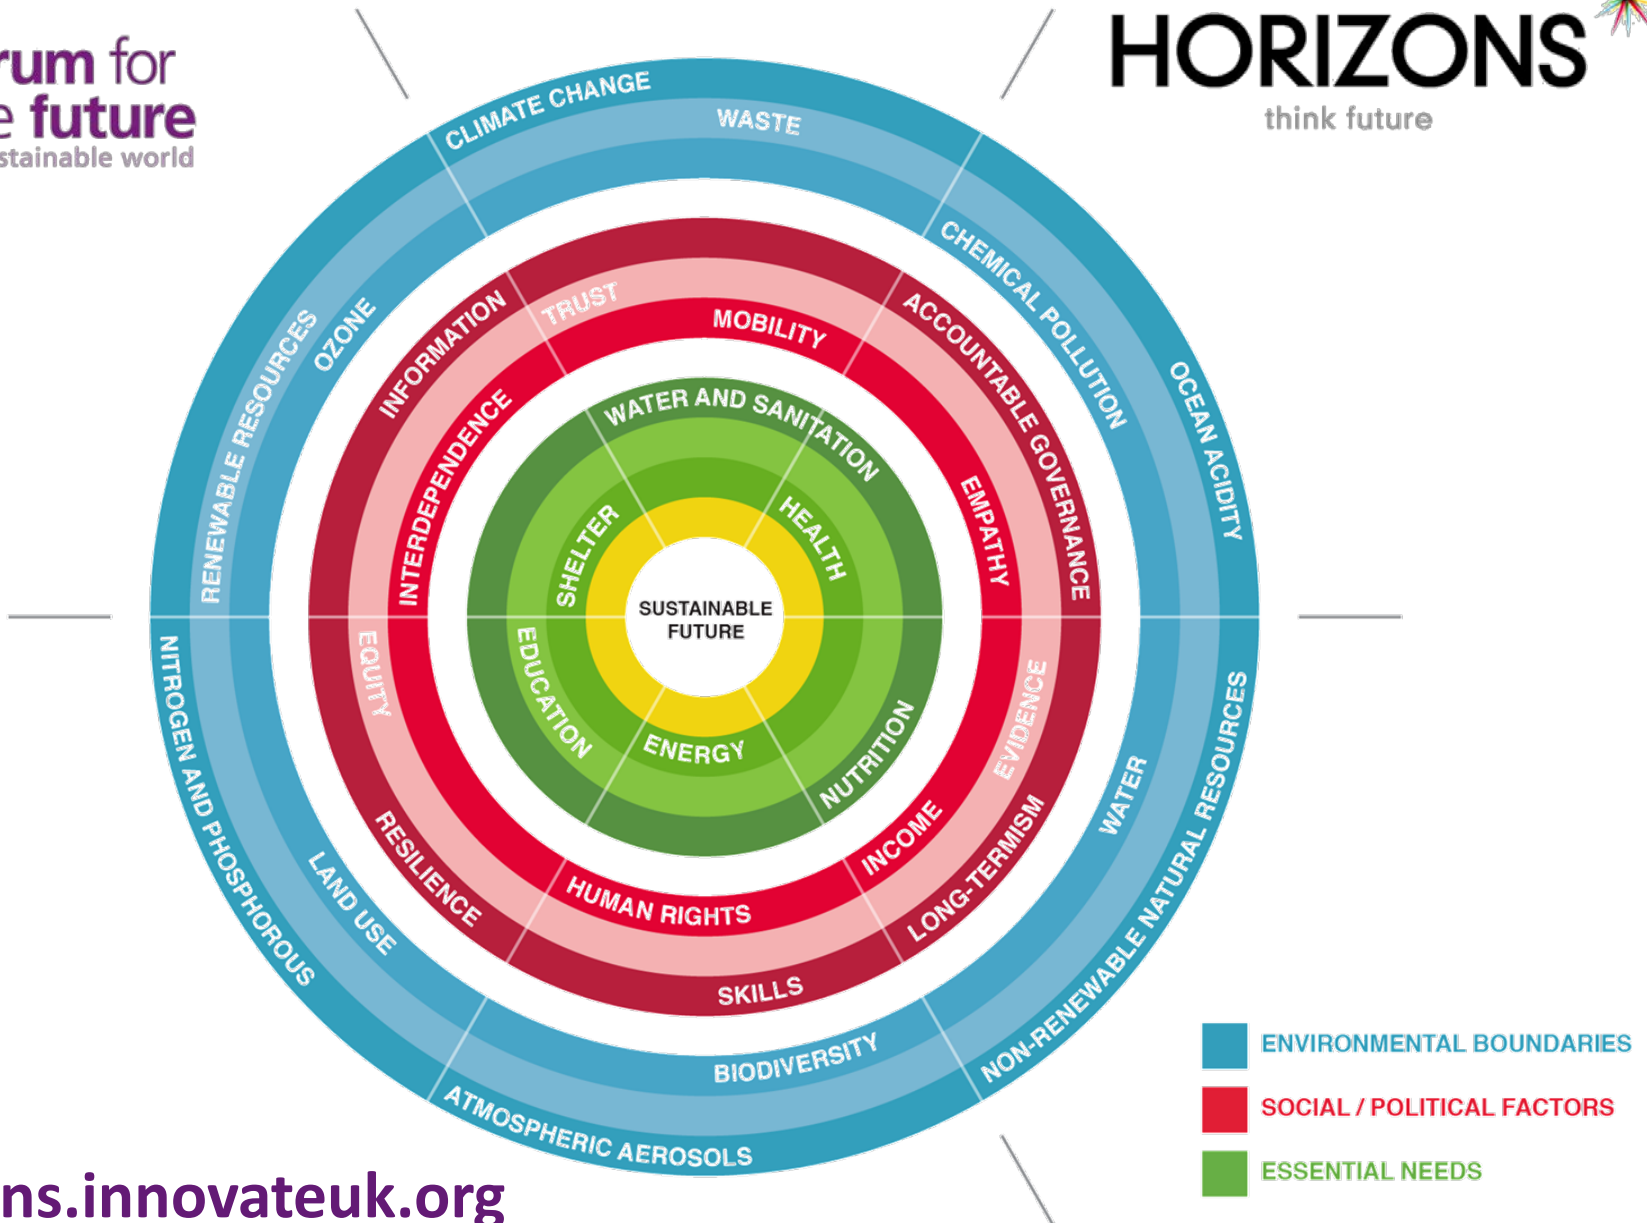 rum for
e future
stainable world
HORIZONS
think future
CLIMATE CHANGE
WASTE
CHEMICAL POLLUTION
OCEAN ACIDITY
RENEWABLE RESOURCES
OZONE
INFORMATION
TRUST
MOBILITY
ACCOUNTABLE GOVERNANCE
INTERDEPENDENCE
EMPATHY
WATER AND SANITATION
SHELTER
HEALTH
SUSTAINABLE
FUTURE
EDUCATION
ENERGY
NUTRITION
EQUITY
EVIDENCE
RESILIENCE
HUMAN RIGHTS
INCOME
LONG-TERMISM
SKILLS
NITROGEN AND PHOSPHOROUS
LAND USE
WATER
NON-RENEWABLE NATURAL RESOURCES
BIODIVERSITY
ATMOSPHERIC AEROSOLS
ENVIRONMENTAL BOUNDARIES
SOCIAL / POLITICAL FACTORS
ESSENTIAL NEEDS
ns.innovateuk.org